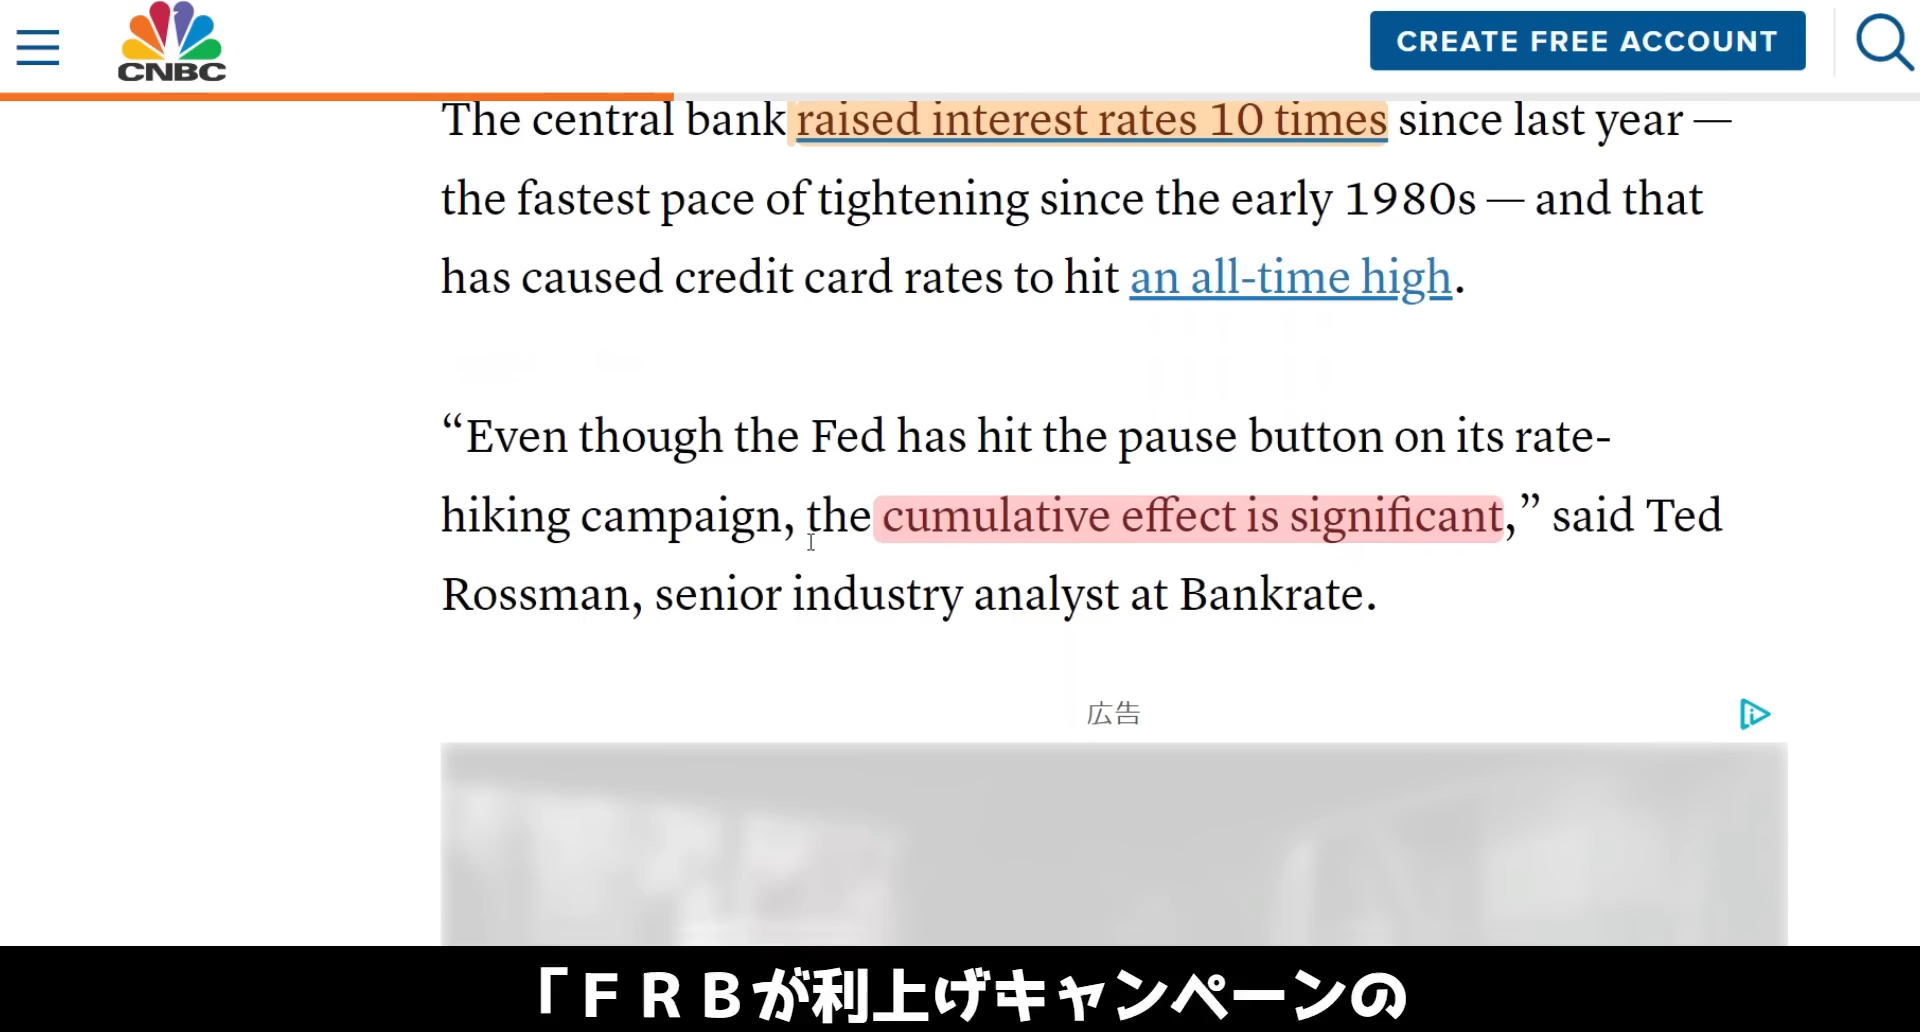 CNBC
CREATE FREE ACCOUNT
The central bank raised interest rates 10 times since last year —
the fastest pace of tightening since the early 1980s — and that
has caused credit card rates to hit an all-time high.
“Even though the Fed has hit the pause button on its rate-
hiking campaign, the cumulative effect is significant,” said Ted
Rossman, senior industry analyst at Bankrate.
広告
「ＦＲＢが利上げキャンペーンの